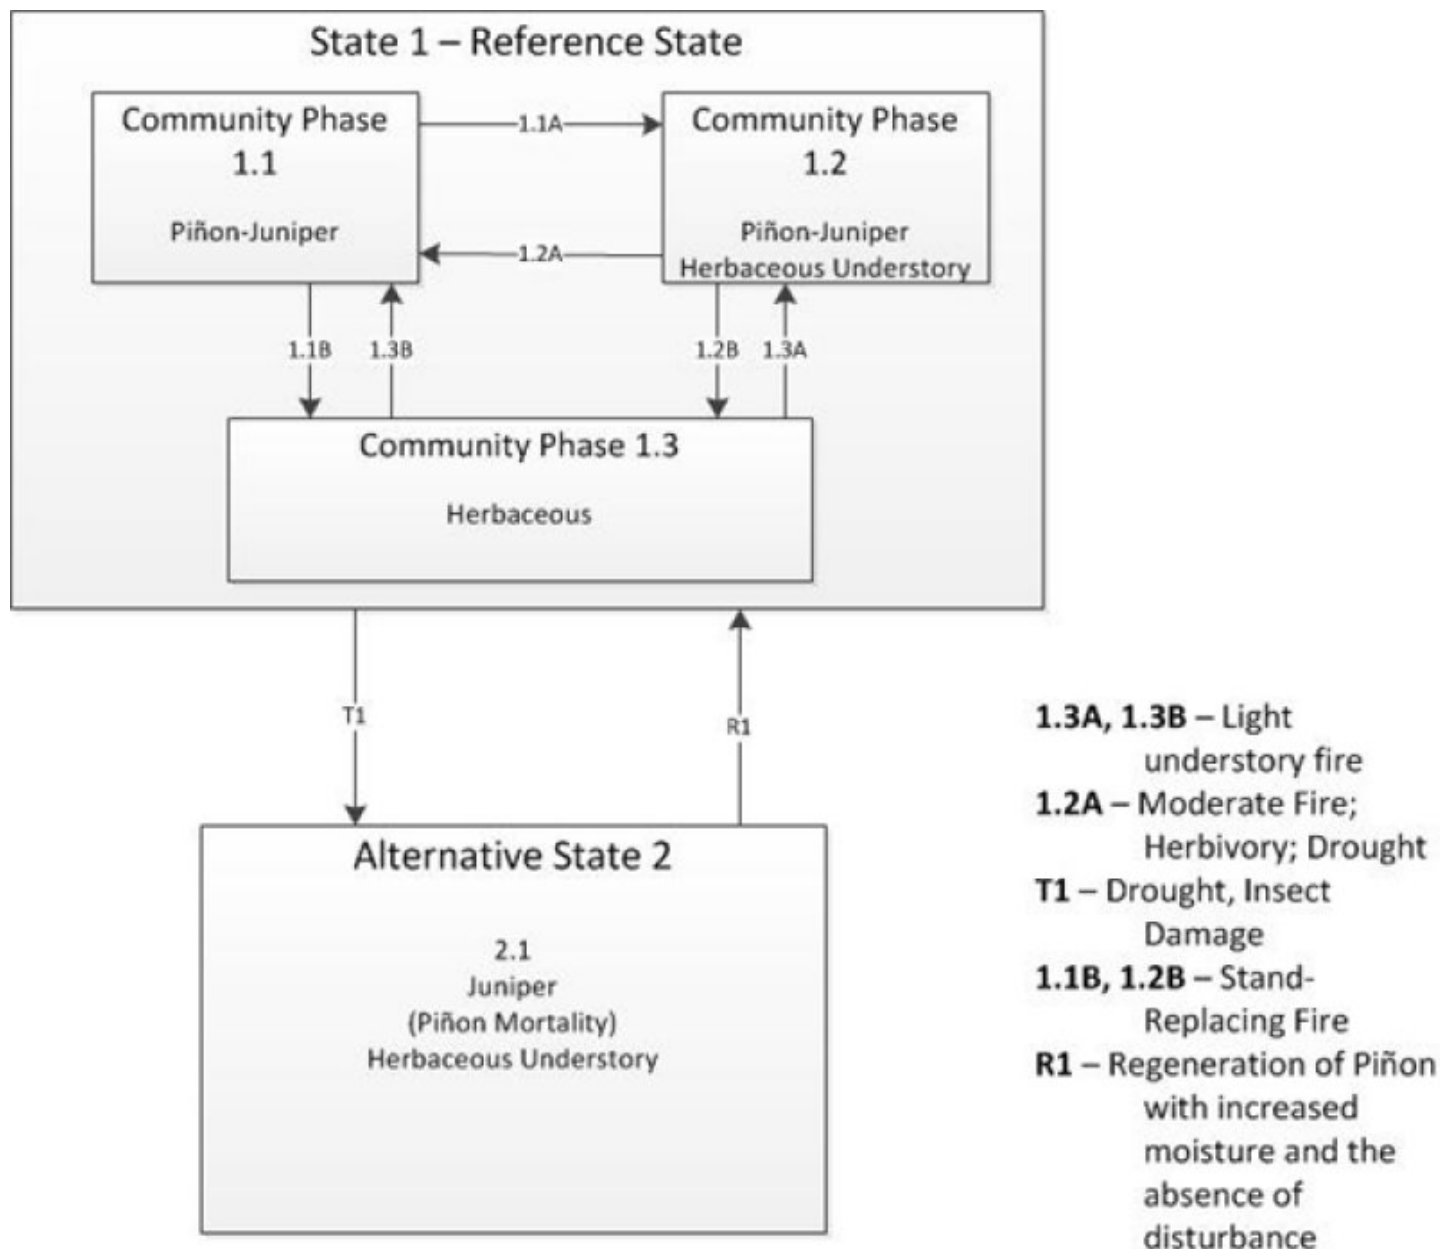 State 1 – Reference State
Community Phase
1.1
Piñon-Juniper
1.1A
Community Phase
1.2
Piñon-Juniper
Herbaceous Understory
1.2A
1.1B
1.3B
1.2B
1.3A
Community Phase 1.3
Herbaceous
T1
R1
Alternative State 2
2.1
Juniper
(Piñon Mortality)
Herbaceous Understory
1.3A, 1.3B – Light
understory fire
1.2A – Moderate Fire;
Herbivory; Drought
T1 – Drought, Insect
Damage
1.1B, 1.2B – Stand-
Replacing Fire
R1 – Regeneration of Piñon
with increased
moisture and the
absence of
disturbance